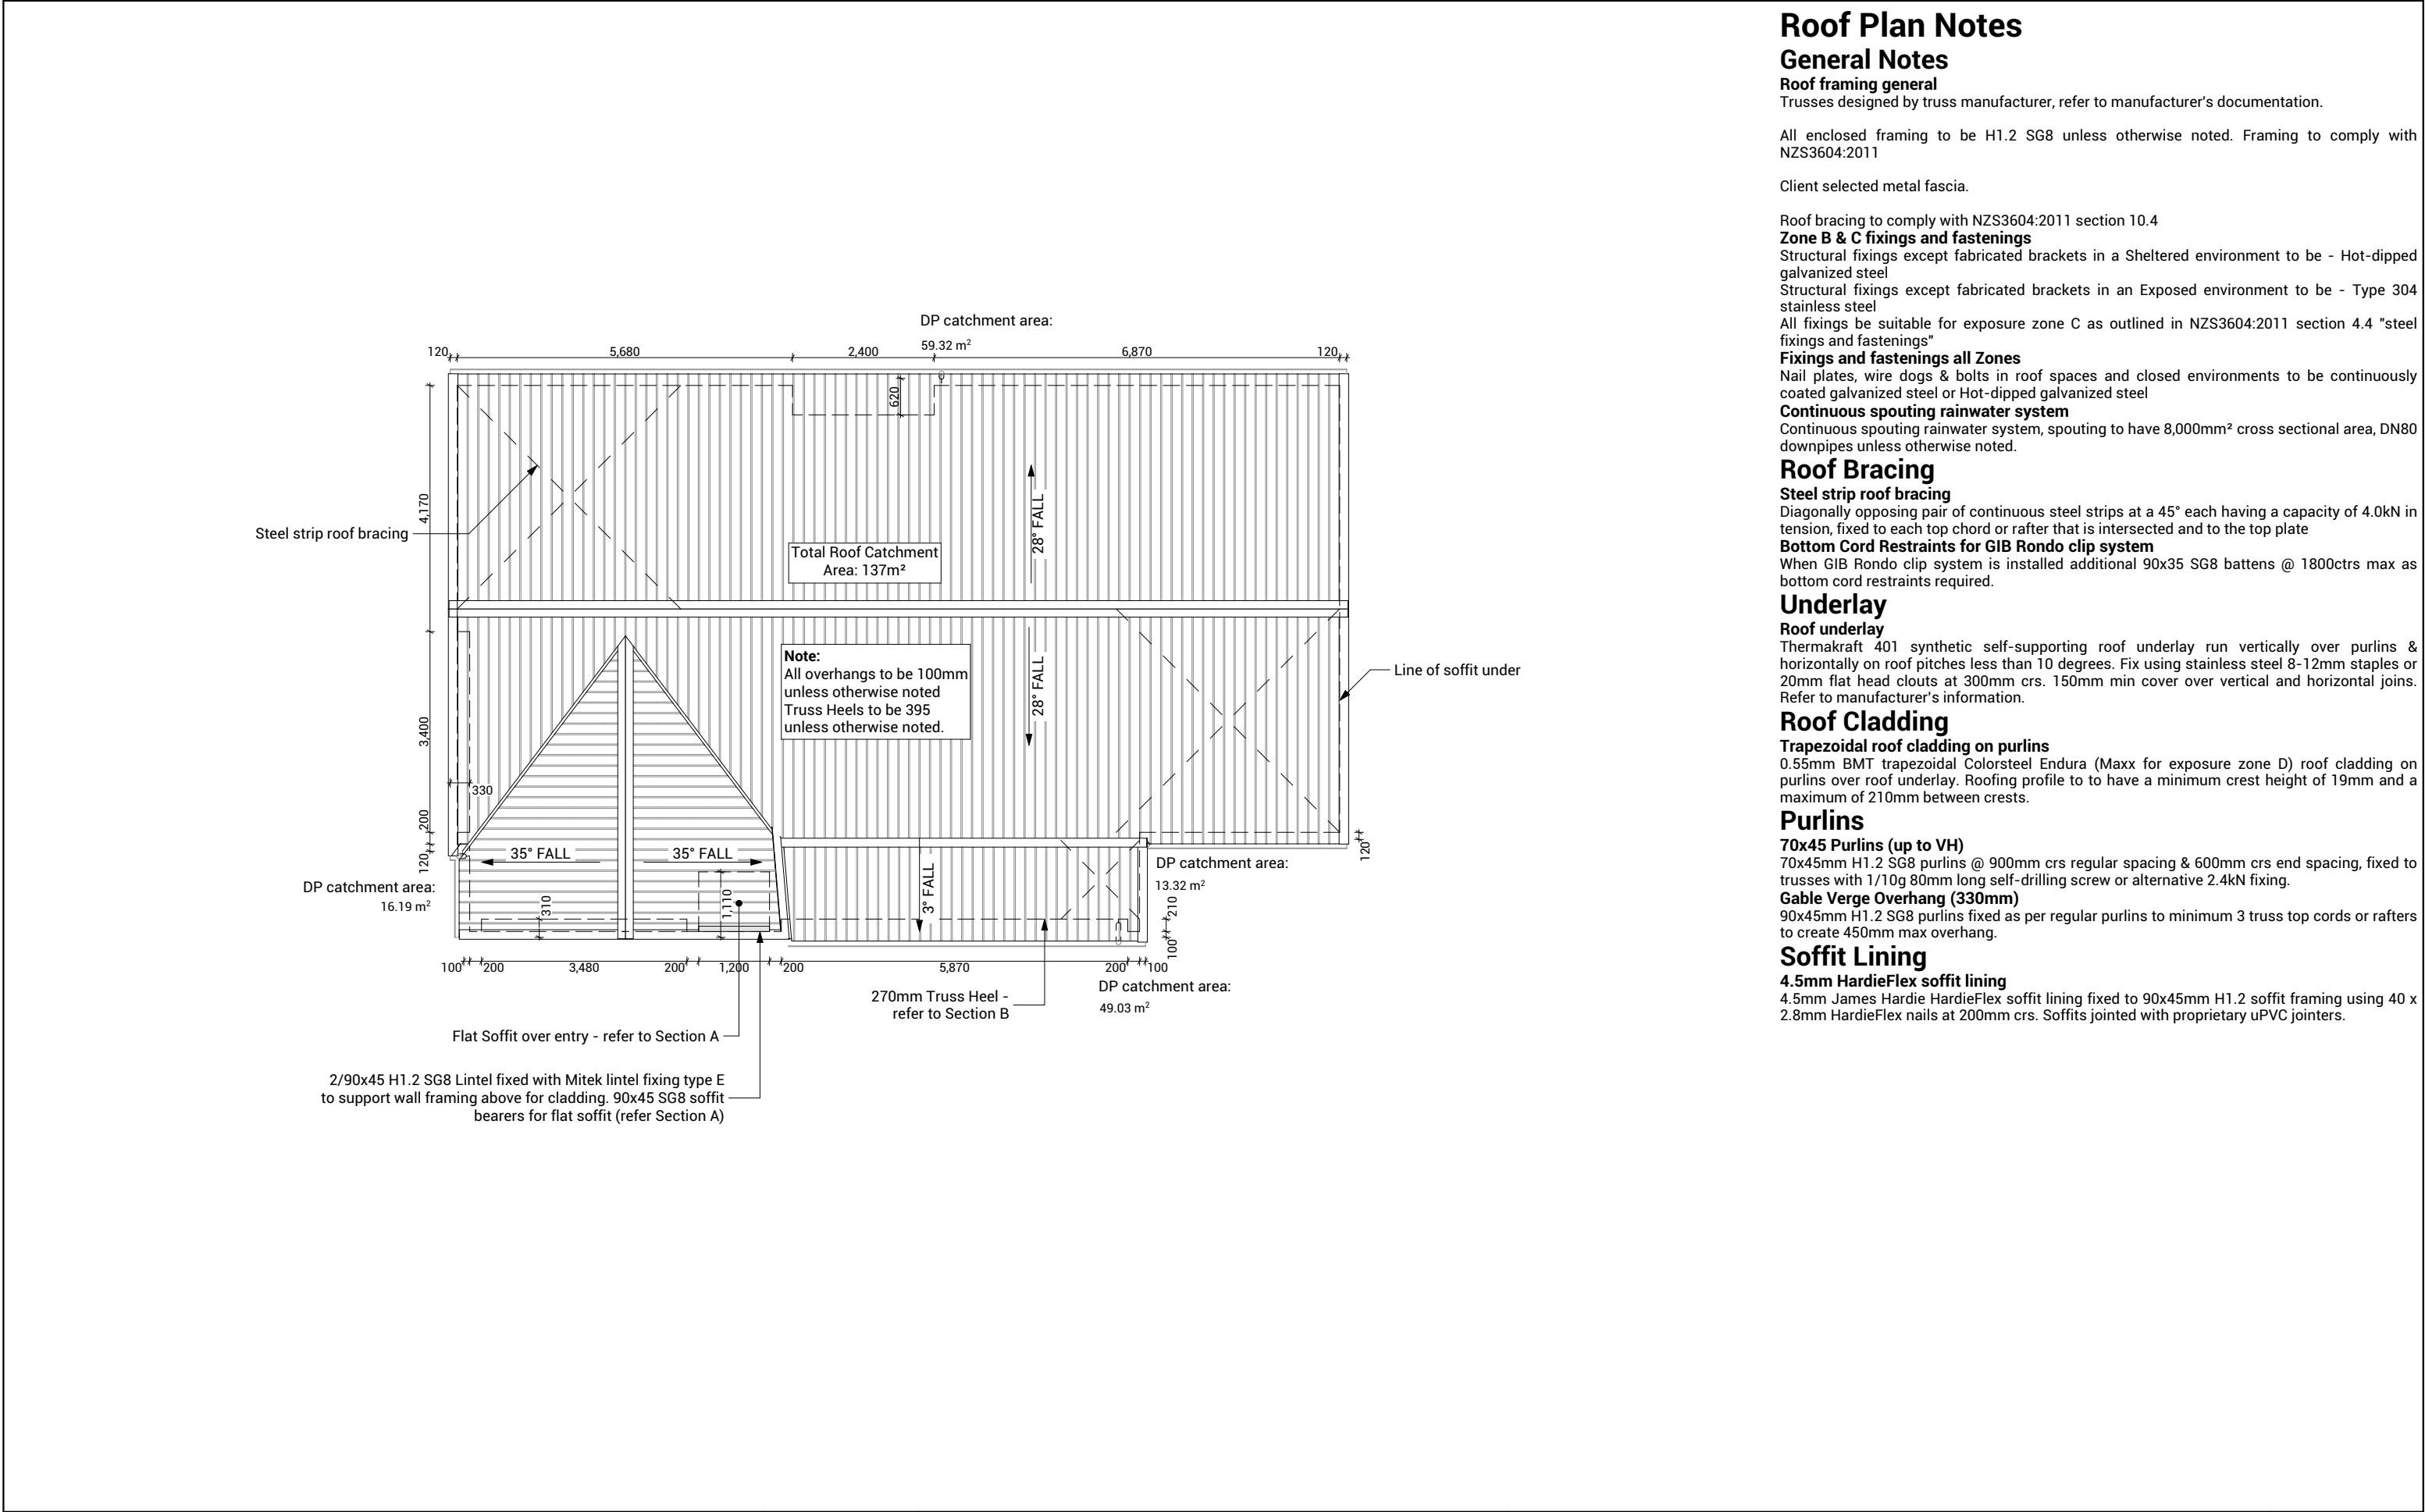 DP catchment area:
59.32 m²
120
5,680
2,400
6,870
120
620
4,170
28° FALL
Steel strip roof bracing
Total Roof Catchment
Area: 137m²
Note:
All overhangs to be 100mm
unless otherwise noted
Truss Heels to be 395
unless otherwise noted.
28° FALL
Line of soffit under
3,400
330
200
120
35° FALL
35° FALL
3° FALL
120
DP catchment area:
13.32 m²
DP catchment area:
16.19 m²
310
1,110
210
100
100
200
3,480
200
1,200
200
5,870
200
100
270mm Truss Heel -
refer to Section B
DP catchment area:
49.03 m²
Flat Soffit over entry - refer to Section A
2/90x45 H1.2 SG8 Lintel fixed with Mitek lintel fixing type E
to support wall framing above for cladding. 90x45 SG8 soffit
bearers for flat soffit (refer Section A)
Roof Plan Notes
General Notes
Roof framing general
Trusses designed by truss manufacturer, refer to manufacturer's documentation.
All enclosed framing to be H1.2 SG8 unless otherwise noted. Framing to comply with
NZS3604:2011
Client selected metal fascia.
Roof bracing to comply with NZS3604:2011 section 10.4
Zone B & C fixings and fastenings
Structural fixings except fabricated brackets in a Sheltered environment to be - Hot-dipped
galvanized steel
Structural fixings except fabricated brackets in an Exposed environment to be - Type 304
stainless steel
All fixings be suitable for exposure zone C as outlined in NZS3604:2011 section 4.4 "steel
fixings and fastenings"
Fixings and fastenings all Zones
Nail plates, wire dogs & bolts in roof spaces and closed environments to be continuously
coated galvanized steel or Hot-dipped galvanized steel
Continuous spouting rainwater system
Continuous spouting rainwater system, spouting to have 8,000mm² cross sectional area, DN80
downpipes unless otherwise noted.
Roof Bracing
Steel strip roof bracing
Diagonally opposing pair of continuous steel strips at a 45° each having a capacity of 4.0kN in
tension, fixed to each top chord or rafter that is intersected and to the top plate
Bottom Cord Restraints for GIB Rondo clip system
When GIB Rondo clip system is installed additional 90x35 SG8 battens @ 1800ctrs max as
bottom cord restraints required.
Underlay
Roof underlay
Thermakraft 401 synthetic self-supporting roof underlay run vertically over purlins &
horizontally on roof pitches less than 10 degrees. Fix using stainless steel 8-12mm staples or
20mm flat head clouts at 300mm crs. 150mm min cover over vertical and horizontal joins.
Refer to manufacturer's information.
Roof Cladding
Trapezoidal roof cladding on purlins
0.55mm BMT trapezoidal Colorsteel Endura (Maxx for exposure zone D) roof cladding on
purlins over roof underlay. Roofing profile to to have a minimum crest height of 19mm and a
maximum of 210mm between crests.
Purlins
70x45 Purlins (up to VH)
70x45mm H1.2 SG8 purlins @ 900mm crs regular spacing & 600mm crs end spacing, fixed to
trusses with 1/10g 80mm long self-drilling screw or alternative 2.4kN fixing.
Gable Verge Overhang (330mm)
90x45mm H1.2 SG8 purlins fixed as per regular purlins to minimum 3 truss top cords or rafters
to create 450mm max overhang.
Soffit Lining
4.5mm HardieFlex soffit lining
4.5mm James Hardie HardieFlex soffit lining fixed to 90x45mm H1.2 soffit framing using 40 x
2.8mm HardieFlex nails at 200mm crs. Soffits jointed with proprietary uPVC jointers.